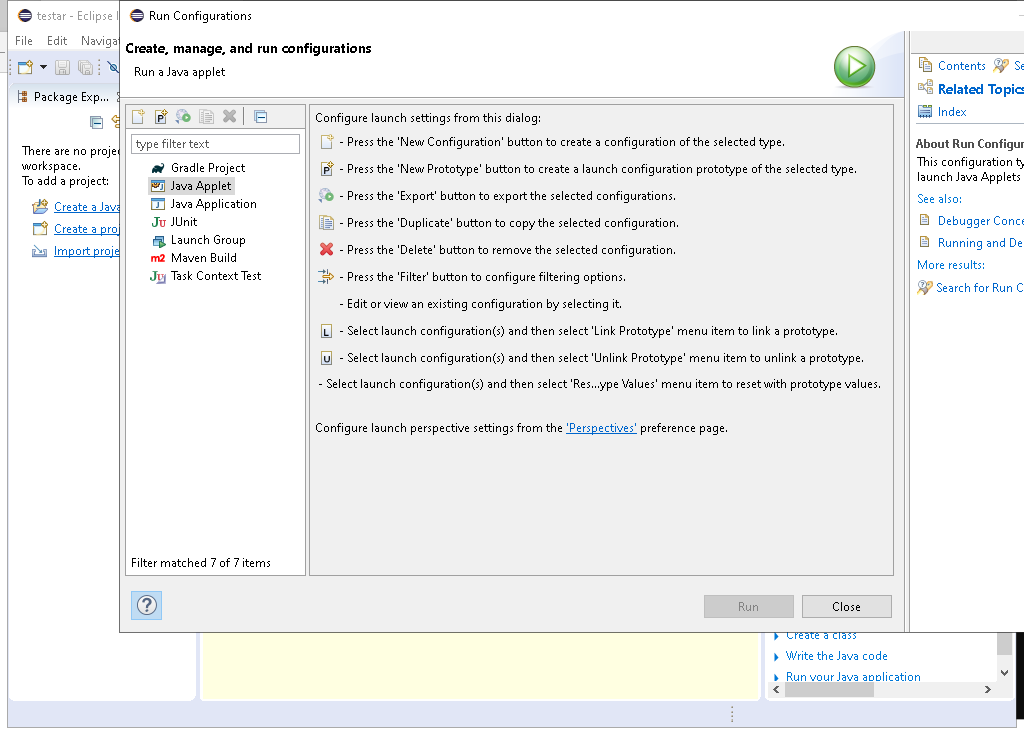 testar - Eclipse I
Run Configurations
File Edit Navigat
Create, manage, and run configurations
Run a Java applet
Package Exp...
There are no projec
workspace.
To add a project:
Create a Java
Create a proj
Import proje
type filter text
Gradle Project
Java Applet
Java Application
JUnit
Launch Group
Maven Build
Task Context Test
Filter matched 7 of 7 items
Configure launch settings from this dialog:
- Press the 'New Configuration' button to create a configuration of the selected type.
- Press the 'New Prototype' button to create a launch configuration prototype of the selected type.
- Press the 'Export' button to export the selected configurations.
- Press the 'Duplicate' button to copy the selected configuration.
- Press the 'Delete' button to remove the selected configuration.
- Press the 'Filter' button to configure filtering options.
- Edit or view an existing configuration by selecting it.
- Select launch configuration(s) and then select 'Link Prototype' menu item to link a prototype.
- Select launch configuration(s) and then select 'Unlink Prototype' menu item to unlink a prototype.
- Select launch configuration(s) and then select 'Res...ype Values' menu item to reset with prototype values.
Configure launch perspective settings from the 'Perspectives' preference page.
Run Close
Contents Se
Related Topics
Index
About Run Configur
This configuration ty
launch Java Applets
See also:
Debugger Conce
Running and De
More results:
Search for Run C
Create a class
Write the Java code
Run your Java application